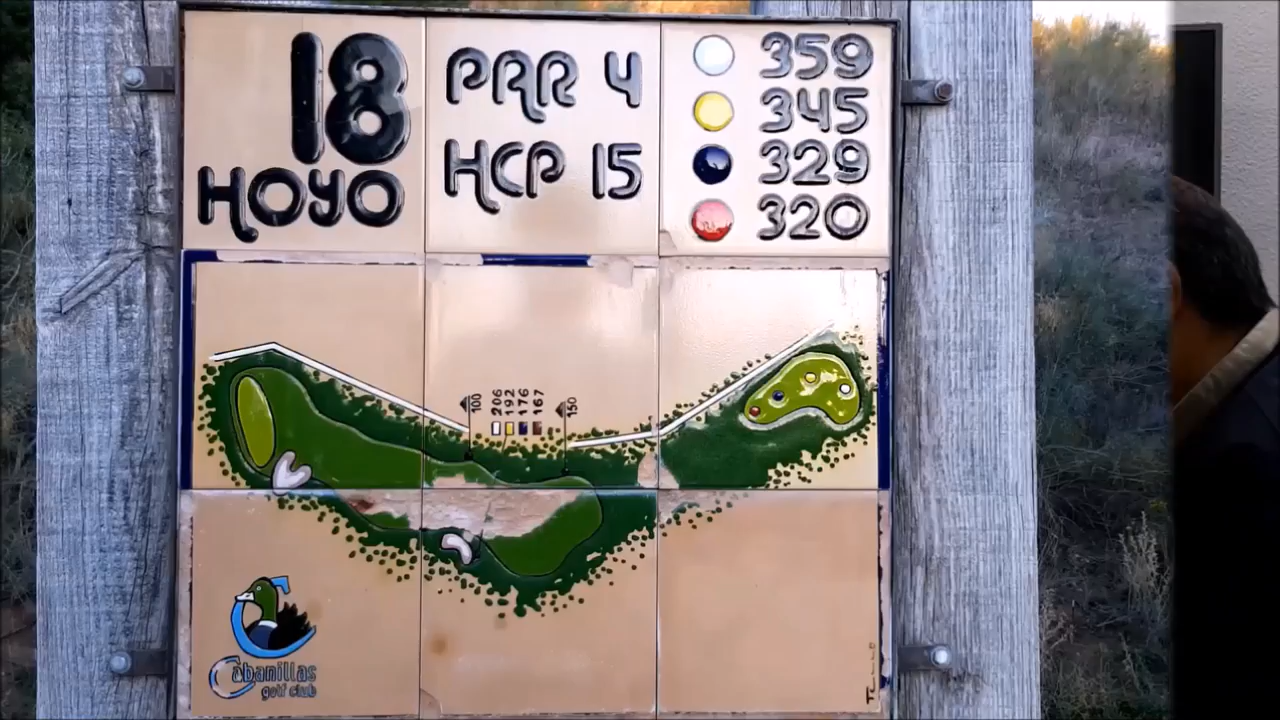 18
HOYO
PAR 4
HCP 15
359
345
329
320
100
206
192
176
167
150
Cabanillas
golf club